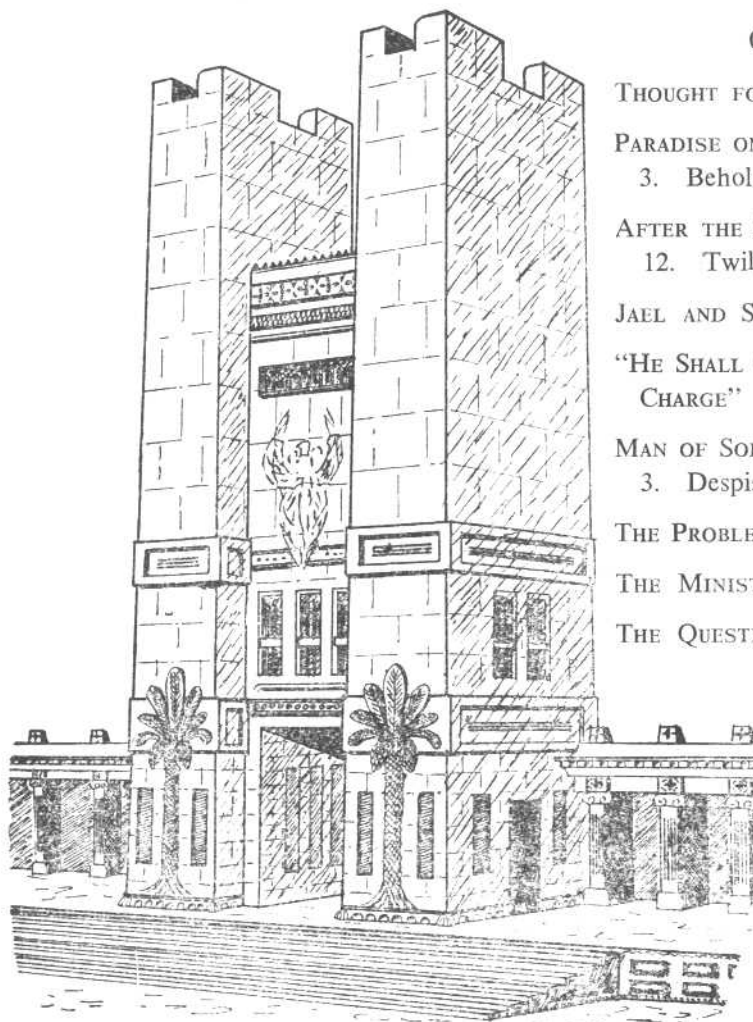 THOUGHT FO
PARADISE ON
3. Behol
AFTER THE
12. Twil
JAEL AND S
"HE SHALL
CHARGE"
MAN OF SO
3. Despis
THE PROBLE
THE MINIST
THE QUESTI